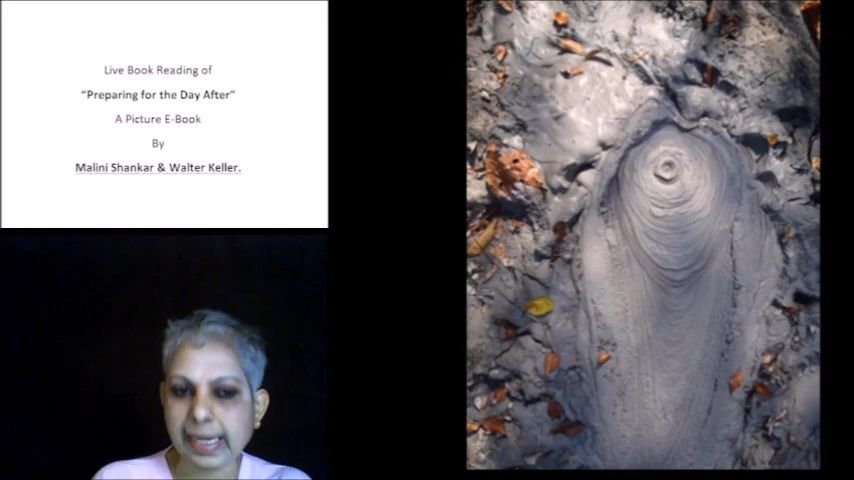 Live Book Reading of
“Preparing for the Day After”
A Picture E-Book
By
Malini Shankar & Walter Keller.